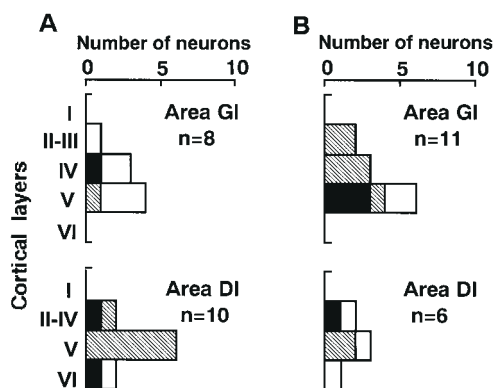 A
Number of neurons
0 5 10
Area GI
n=8
I
II-III
IV
V
VI
Cortical layers
Area DI
n=10
I
II-IV
V
VI
B
Number of neurons
0 5 10
Area GI
n=11
Area DI
n=6